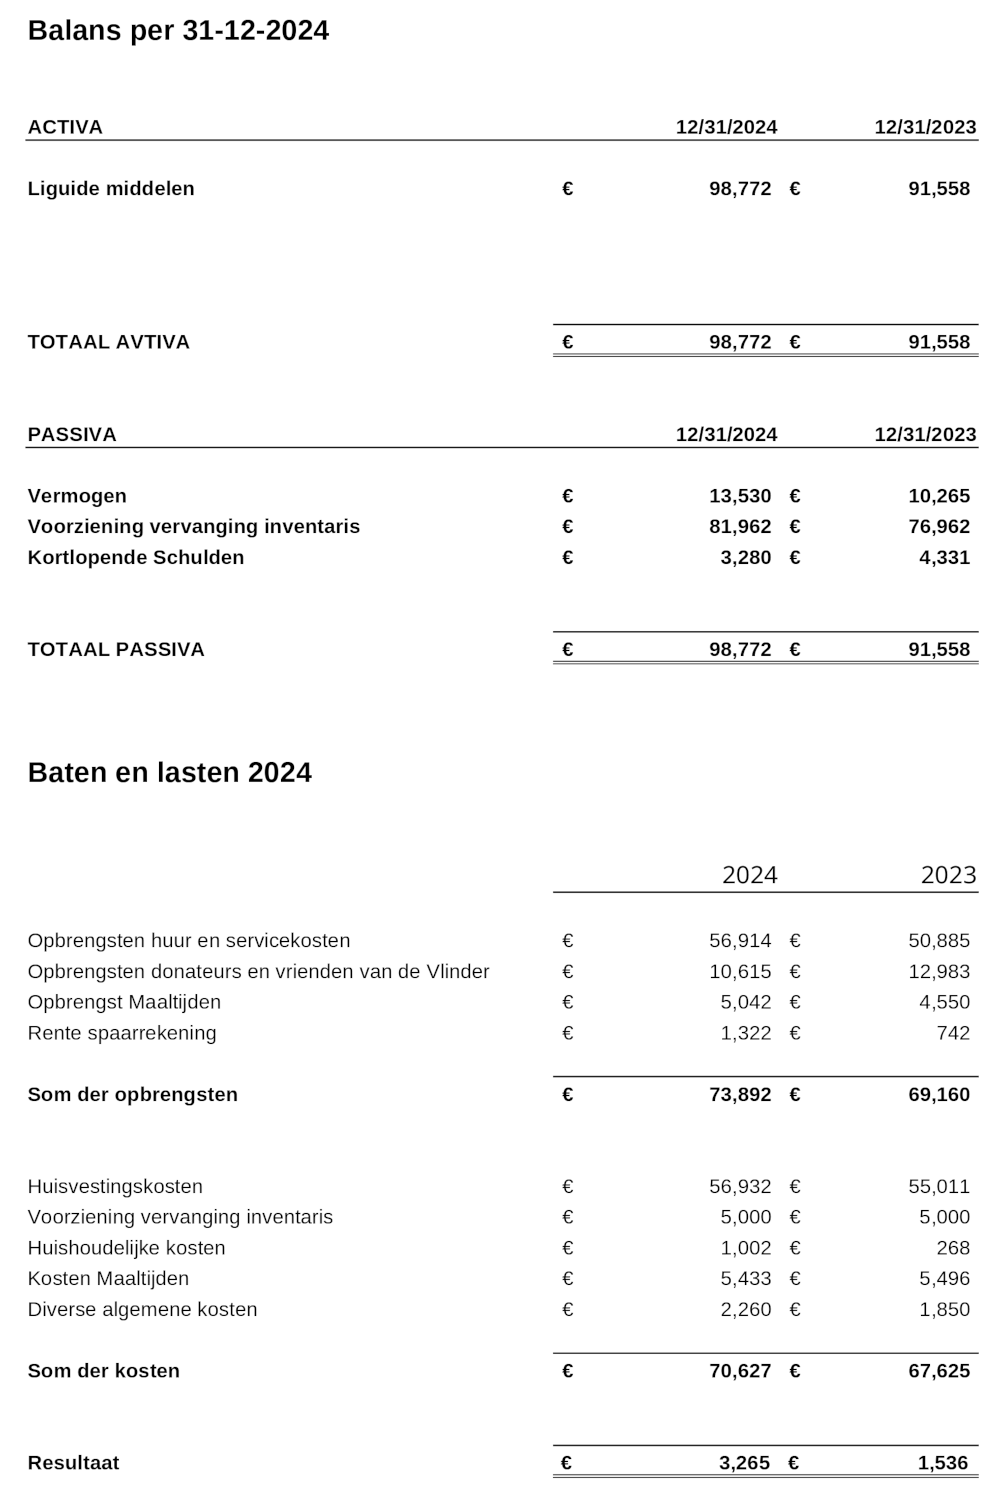 Balans per 31-12-2024
ACTIVA 12/31/2024 12/31/2023
Liguide middelen € 98,772 € 91,558
TOTAAL AVTIVA € 98,772 € 91,558
PASSIVA 12/31/2024 12/31/2023
Vermogen € 13,530 € 10,265
Voorziening vervanging inventaris € 81,962 € 76,962
Kortlopende Schulden € 3,280 € 4,331
TOTAAL PASSIVA € 98,772 € 91,558
Baten en lasten 2024
2024 2023
Opbrengsten huur en servicekosten € 56,914 € 50,885
Opbrengsten donateurs en vrienden van de Vlinder € 10,615 € 12,983
Opbrengst Maaltijden € 5,042 € 4,550
Rente spaarrekening € 1,322 € 742
Som der opbrengsten € 73,892 € 69,160
Huisvestingskosten € 56,932 € 55,011
Voorziening vervanging inventaris € 5,000 € 5,000
Huishoudelijke kosten € 1,002 € 268
Kosten Maaltijden € 5,433 € 5,496
Diverse algemene kosten € 2,260 € 1,850
Som der kosten € 70,627 € 67,625
Resultaat € 3,265 € 1,536